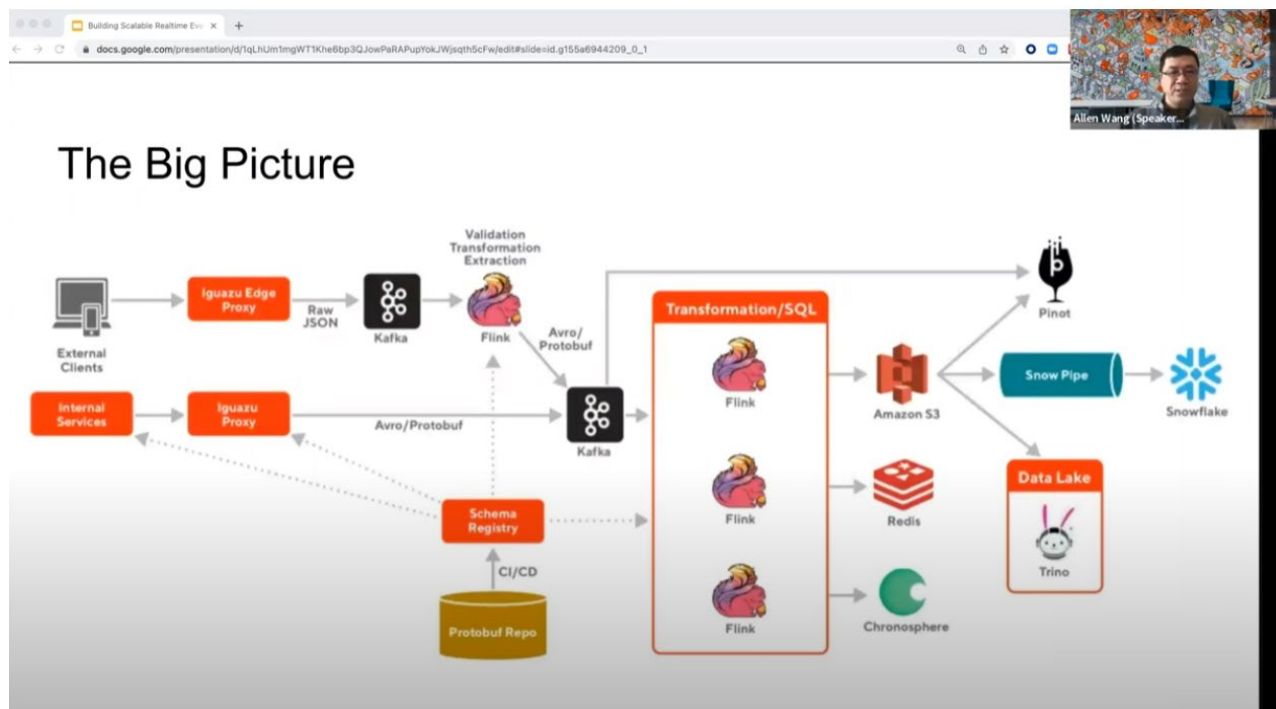 Building Scalable Realtime Eve
docs.google.com/presentation/d/1qLhUm1mgWT1Khe6bp3QJowPaRAPupYokJWjsqth5cFw/edit#slide=id.g155a6944209_0_1
Allen Wang (Speaker...
The Big Picture
Validation
Transformation
Extraction
External
Clients
Iguazu Edge
Proxy
Raw
JSON
Kafka
Flink
Avro/
Protobuf
Internal
Services
Iguazu
Proxy
Avro/Protobuf
Kafka
Schema
Registry
CI/CD
Protobuf Repo
Transformation/SQL
Flink
Flink
Flink
Amazon S3
Redis
Chronosphere
Pinot
Snow Pipe
Snowflake
Data Lake
Trino